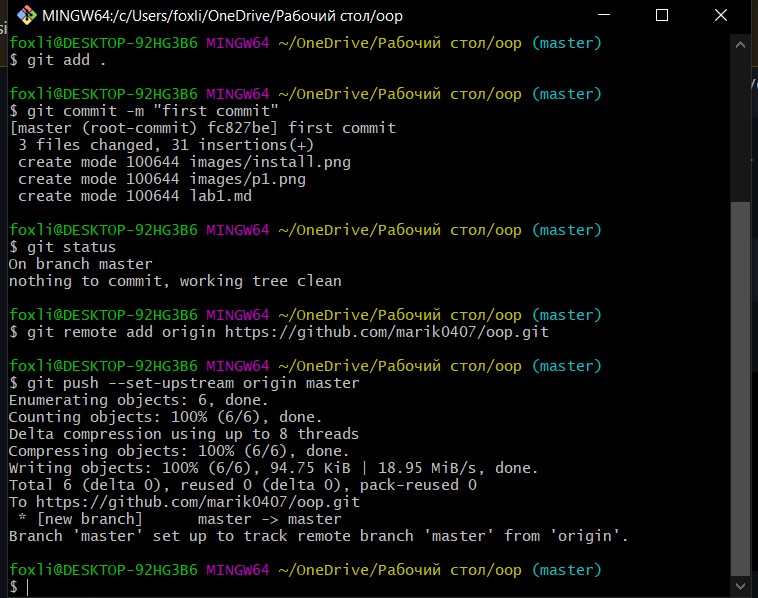 MINGW64:/c/Users/foxli/OneDrive/Рабочий стол/oop
foxli@DESKTOP-92HG3B6 MINGW64 ~/OneDrive/Рабочий стол/oop (master)
$ git add .
foxli@DESKTOP-92HG3B6 MINGW64 ~/OneDrive/Рабочий стол/oop (master)
$ git commit -m "first commit"
[master (root-commit) fc827be] first commit
 3 files changed, 31 insertions(+)
 create mode 100644 images/install.png
 create mode 100644 images/p1.png
 create mode 100644 lab1.md
foxli@DESKTOP-92HG3B6 MINGW64 ~/OneDrive/Рабочий стол/oop (master)
$ git status
On branch master
nothing to commit, working tree clean
foxli@DESKTOP-92HG3B6 MINGW64 ~/OneDrive/Рабочий стол/oop (master)
$ git remote add origin https://github.com/marik0407/oop.git
foxli@DESKTOP-92HG3B6 MINGW64 ~/OneDrive/Рабочий стол/oop (master)
$ git push --set-upstream origin master
Enumerating objects: 6, done.
Counting objects: 100% (6/6), done.
Delta compression using up to 8 threads
Compressing objects: 100% (6/6), done.
Writing objects: 100% (6/6), 94.75 KiB | 18.95 MiB/s, done.
Total 6 (delta 0), reused 0 (delta 0), pack-reused 0
To https://github.com/marik0407/oop.git
 * [new branch]      master -> master
Branch 'master' set up to track remote branch 'master' from 'origin'.
foxli@DESKTOP-92HG3B6 MINGW64 ~/OneDrive/Рабочий стол/oop (master)
$